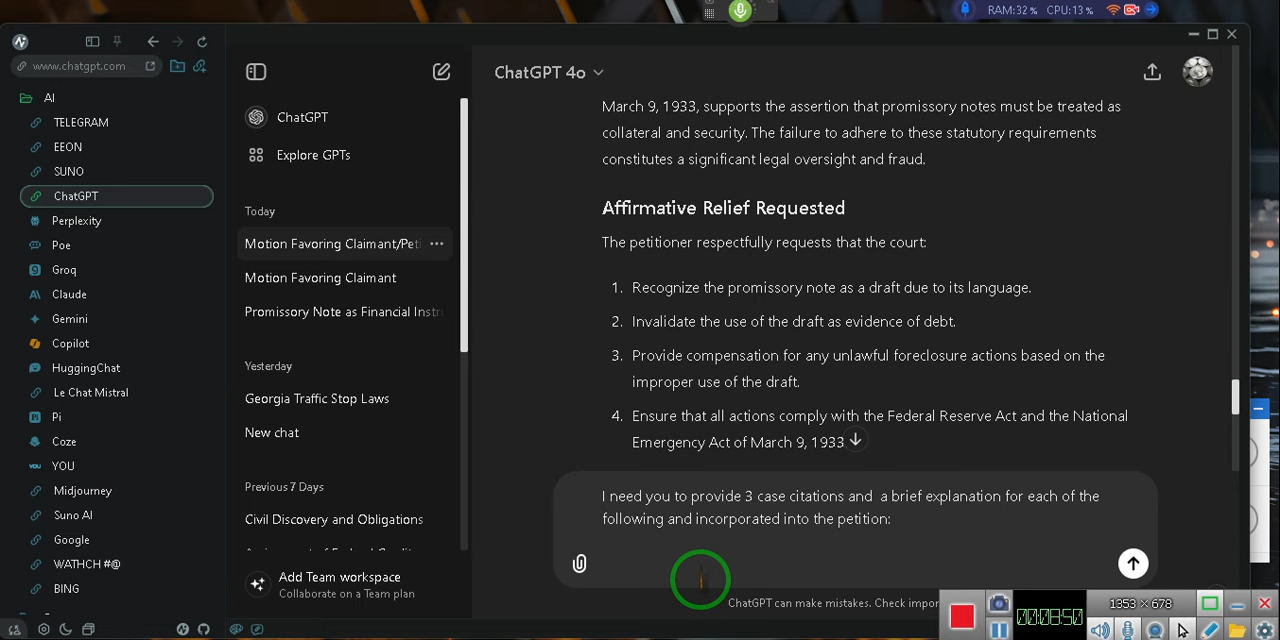 RAM:32 % CPU:13 %
www.chatgpt.com
AI
TELEGRAM
EEON
SUNO
ChatGPT
Perplexity
Poe
Groq
Claude
Gemini
Copilot
HuggingChat
Le Chat Mistral
Pi
Coze
YOU
Midjourney
Suno AI
Google
WATHCH #@
BING
ChatGPT
Explore GPTs
Today
Motion Favoring Claimant/Peti
Motion Favoring Claimant
Promissory Note as Financial Instr
Yesterday
Georgia Traffic Stop Laws
New chat
Previous 7 Days
Civil Discovery and Obligations
Add Team workspace
Collaborate on a Team plan
ChatGPT 4o
March 9, 1933, supports the assertion that promissory notes must be treated as
collateral and security. The failure to adhere to these statutory requirements
constitutes a significant legal oversight and fraud.
Affirmative Relief Requested
The petitioner respectfully requests that the court:
1. Recognize the promissory note as a draft due to its language.
2. Invalidate the use of the draft as evidence of debt.
3. Provide compensation for any unlawful foreclosure actions based on the
improper use of the draft.
4. Ensure that all actions comply with the Federal Reserve Act and the National
Emergency Act of March 9, 1933
I need you to provide 3 case citations and a brief explanation for each of the
following and incorporated into the petition:
ChatGPT can make mistakes. Check impor
00:08:50
1353 × 678